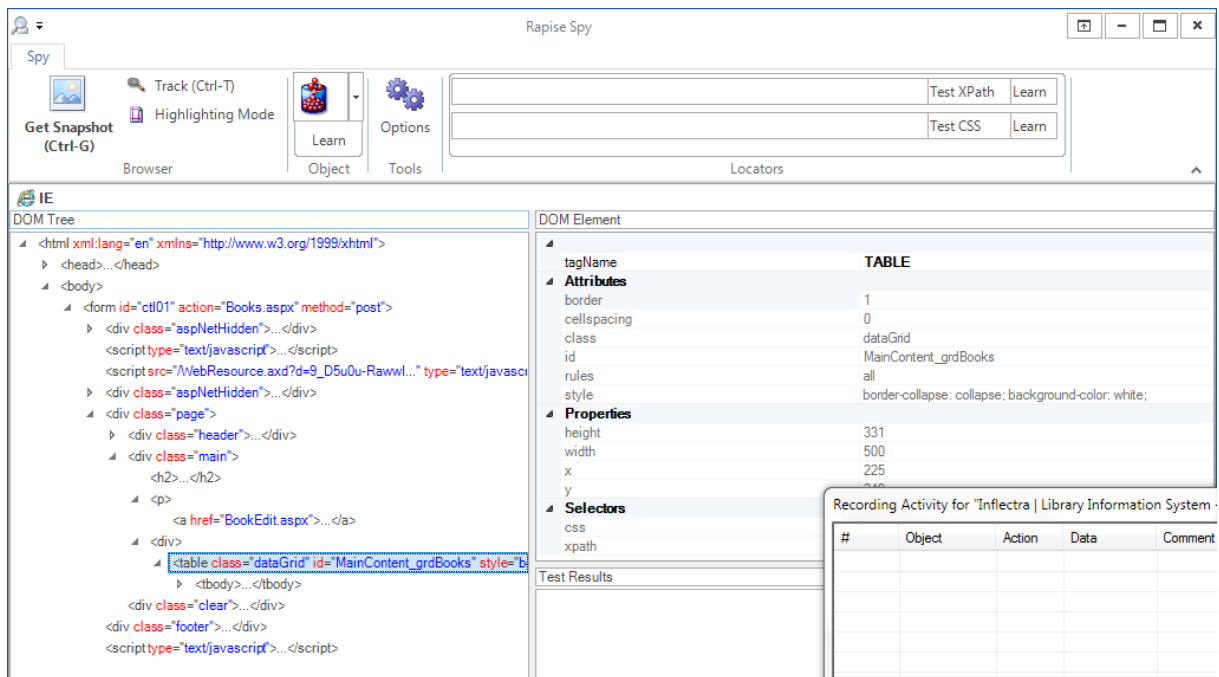 Rapise Spy
Spy
Get Snapshot
(Ctrl-G)
Track (Ctrl-T)
Highlighting Mode
Browser
Learn
Object
Options
Tools
Test XPath Learn
Test CSS Learn
Locators
IE
DOM Tree
<html xml:lang="en" xmlns="http://www.w3.org/1999/xhtml">
<head>...</head>
<body>
<form id="ctl01" action="Books.aspx" method="post">
<div class="aspNetHidden">...</div>
<script type="text/javascript">...</script>
<script src="/WebResource.axd?d=9_D5u0u-RawwI..." type="text/javascr
<div class="aspNetHidden">...</div>
<div class="page">
<div class="header">...</div>
<div class="main">
<h2>...</h2>
<p>
<a href="BookEdit.aspx">...</a>
<div>
<table class="dataGrid" id="MainContent_grdBooks" style="b
<tbody>...</tbody>
<div class="clear">...</div>
<div class="footer">...</div>
<script type="text/javascript">...</script>
DOM Element
tagName TABLE
Attributes
border 1
cellspacing 0
class dataGrid
id MainContent_grdBooks
rules all
style border-collapse: collapse; background-color: white;
Properties
height 331
width 500
x 225
y
Selectors
css
xpath
Test Results
Recording Activity for "Inflectra | Library Information System -
# Object Action Data Comment